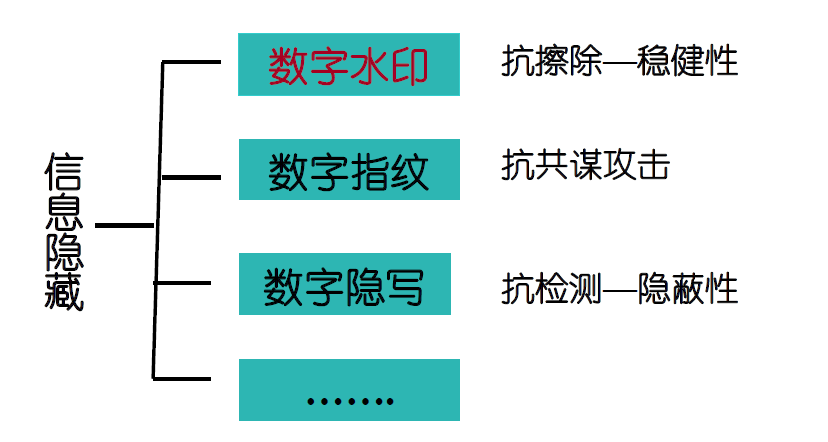 信息隐藏
数字水印
抗擦除—稳健性
数字指纹
抗共谋攻击
数字隐写
抗检测—隐蔽性
.......